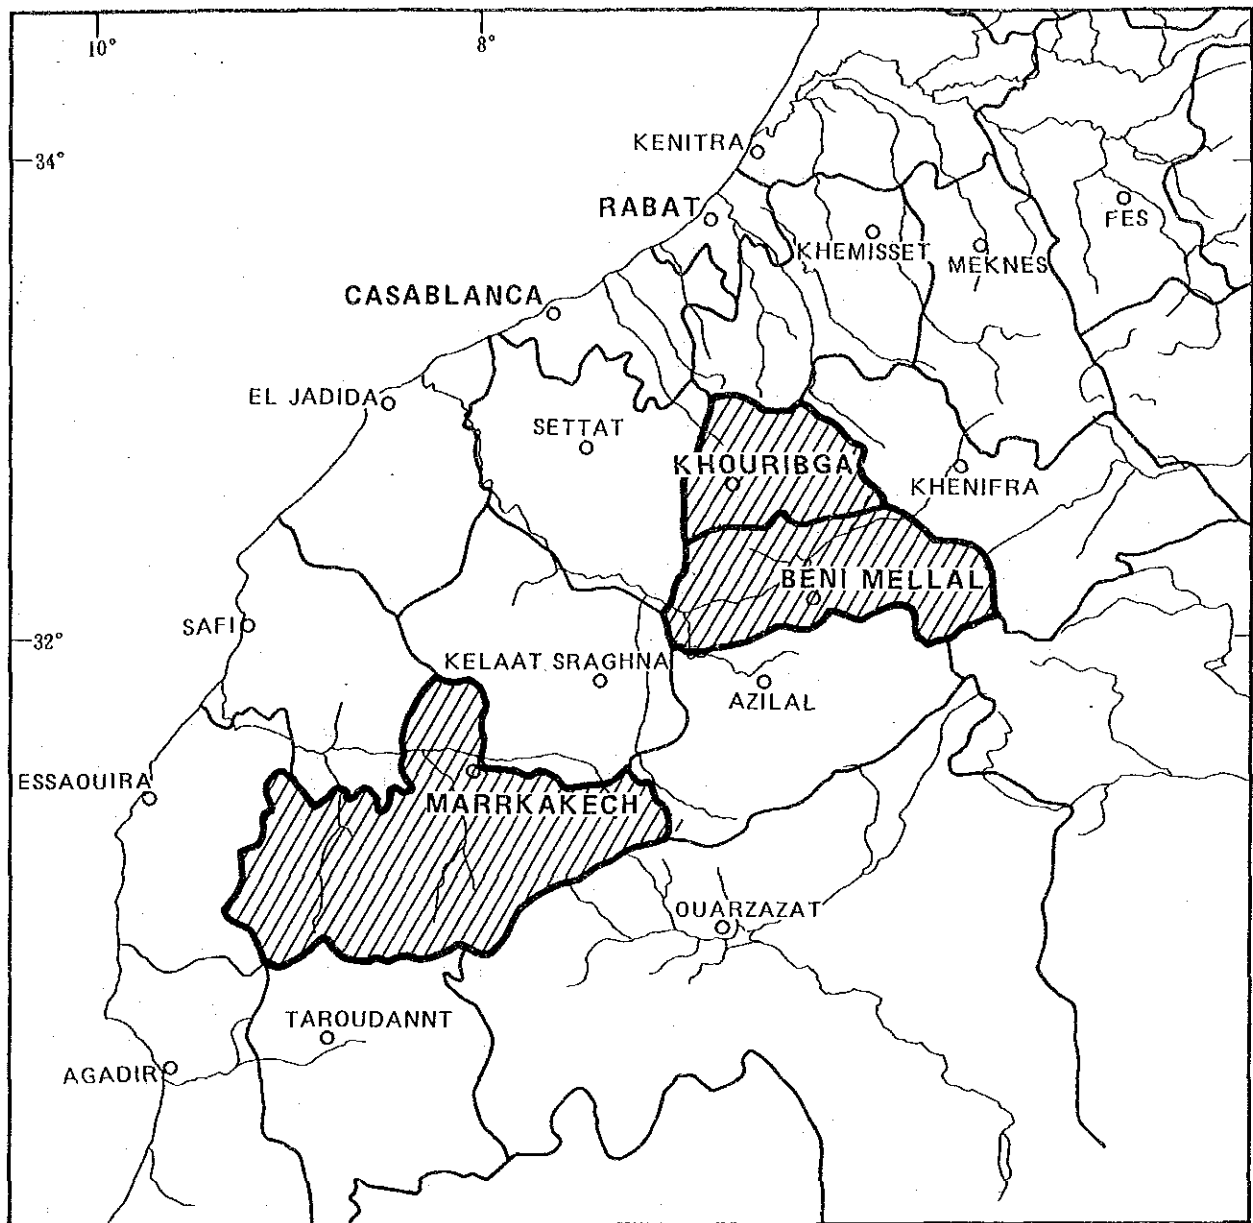 10°
8°
KENITRA
34°
RABAT
FES
KHEMISSET
MEKNES
CASABLANCA
EL JADIDA
SETTAT
KHOURIBGA
KHENIFRA
BENI MELLAL
SAFI
32°
KELAAT SRAGHNA
AZILAL
ESSAOUIRA
MARRKAKECH
OUARZAZAT
TAROUDANNT
AGADIR